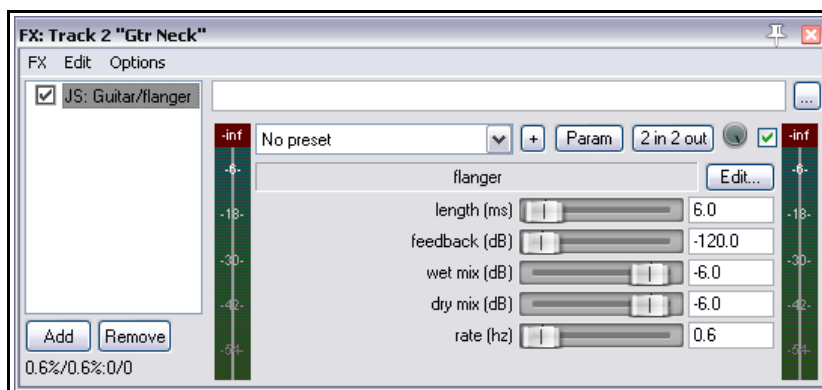 FX: Track 2 "Gtr Neck"
FX Edit Options
JS: Guitar/flanger
...
-inf No preset + Param 2 in 2 out -inf
-6- flanger Edit... -6-
-18- length (ms) 6.0 -18-
feedback (dB) -120.0
-30- wet mix (dB) -6.0 -30-
-42- dry mix (dB) -6.0 -42-
rate (hz) 0.6
-54- -54-
Add Remove
0.6%/0.6%:0/0